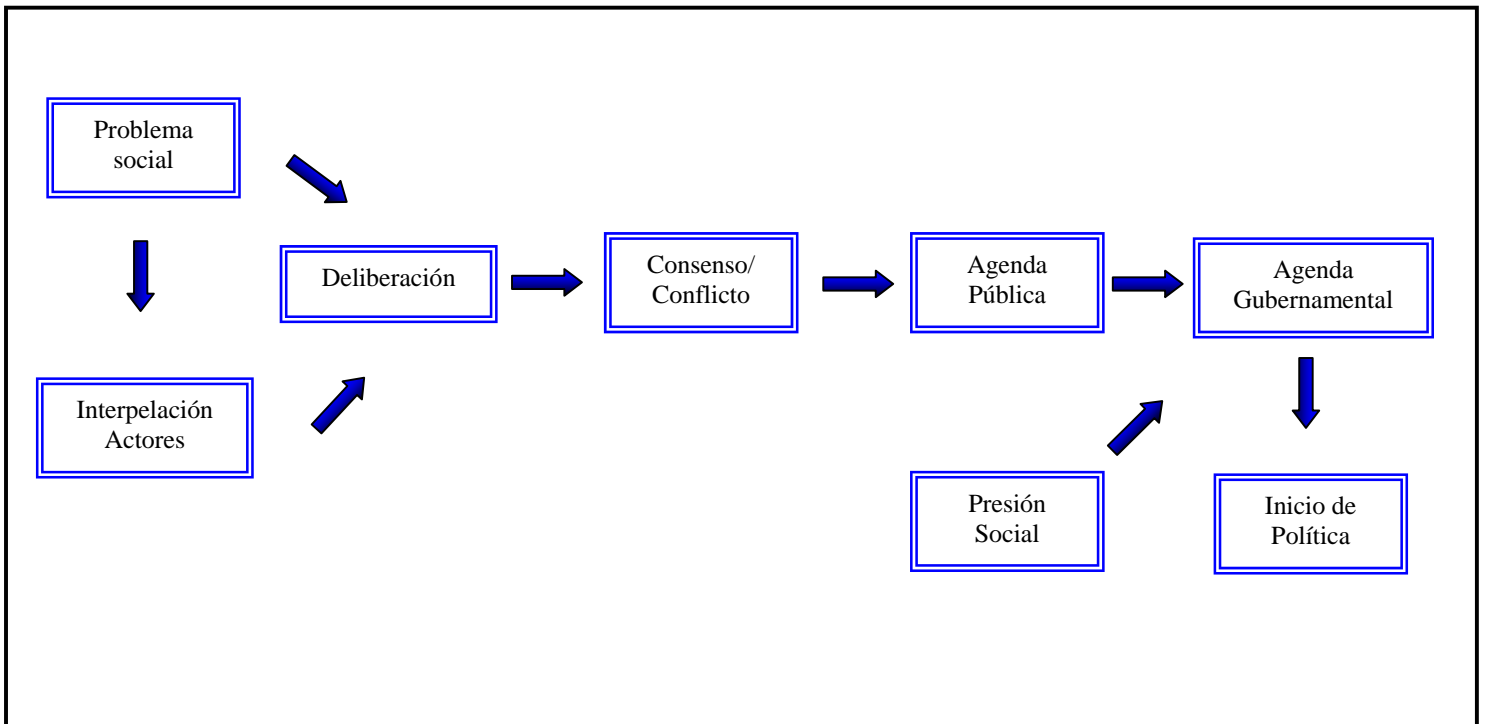 Problema
social
Deliberación
Interpelación
Actores
Consenso/
Conflicto
Agenda
Pública
Agenda
Gubernamental
Presión
Social
Inicio de
Política